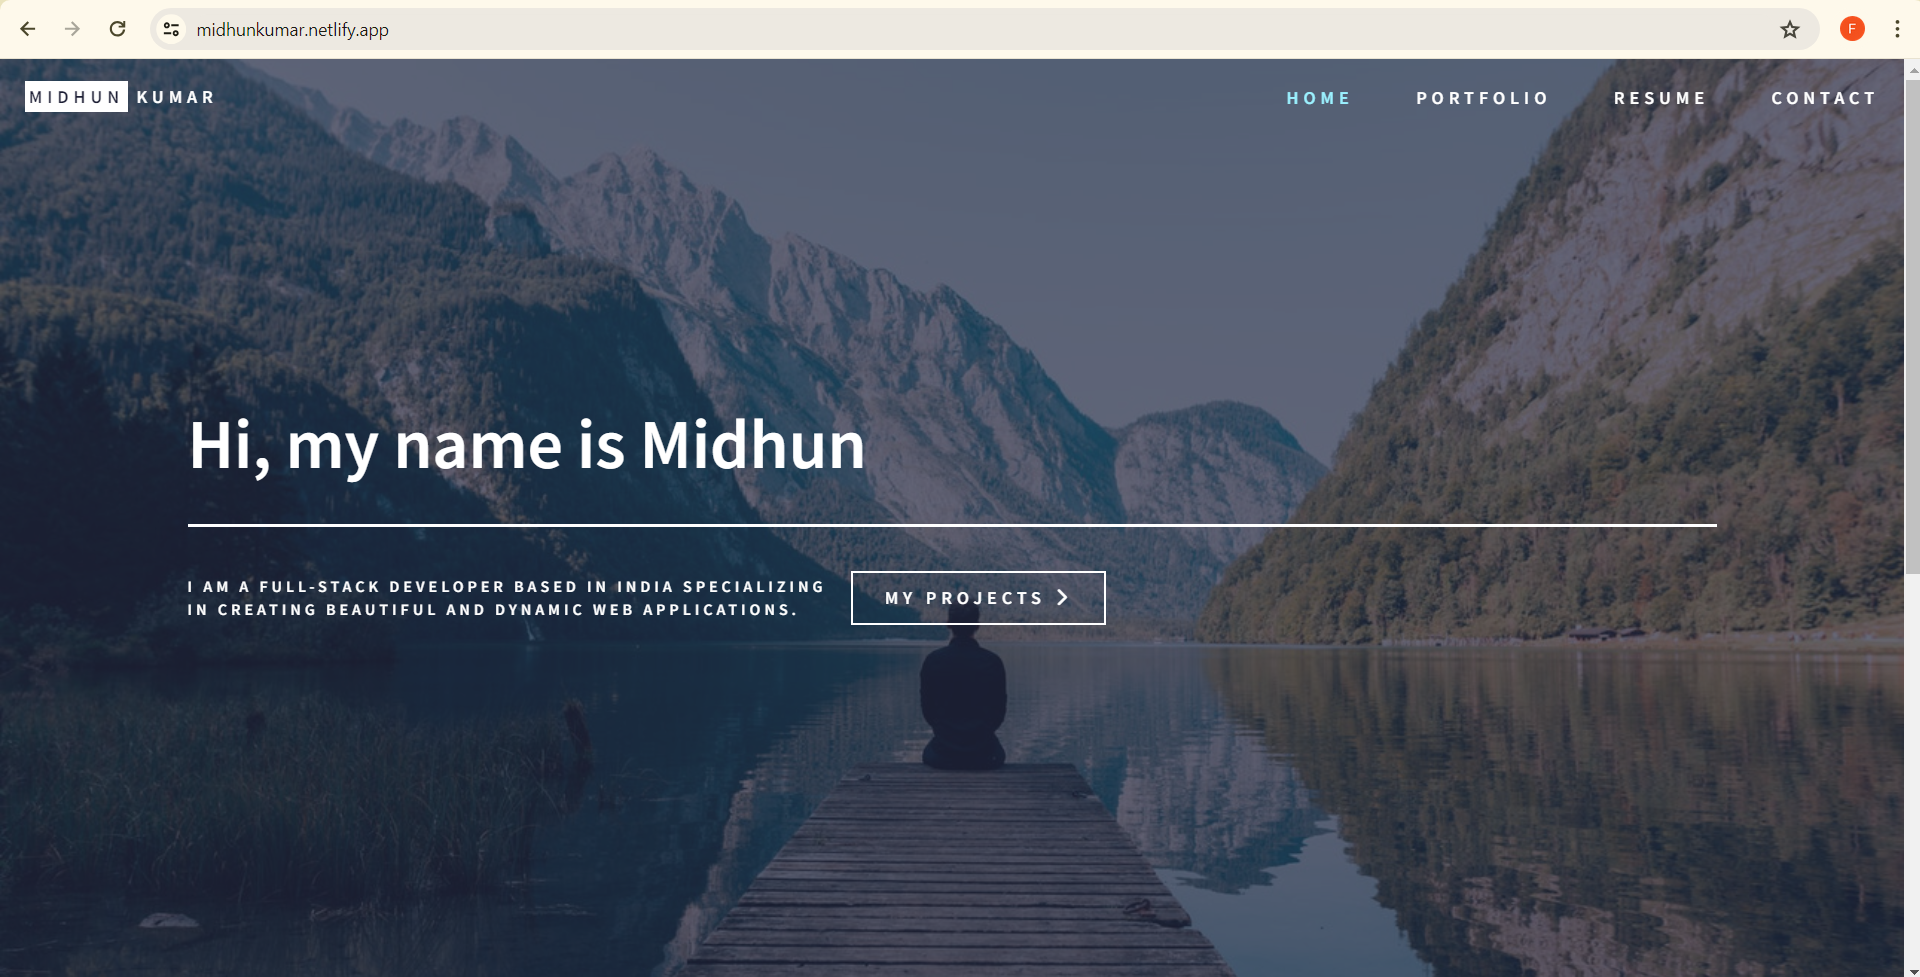 midhunkumar.netlify.app
F
MIDHUN KUMAR
HOME PORTFOLIO RESUME CONTACT
Hi, my name is Midhun
I AM A FULL-STACK DEVELOPER BASED IN INDIA SPECIALIZING
IN CREATING BEAUTIFUL AND DYNAMIC WEB APPLICATIONS.
MY PROJECTS